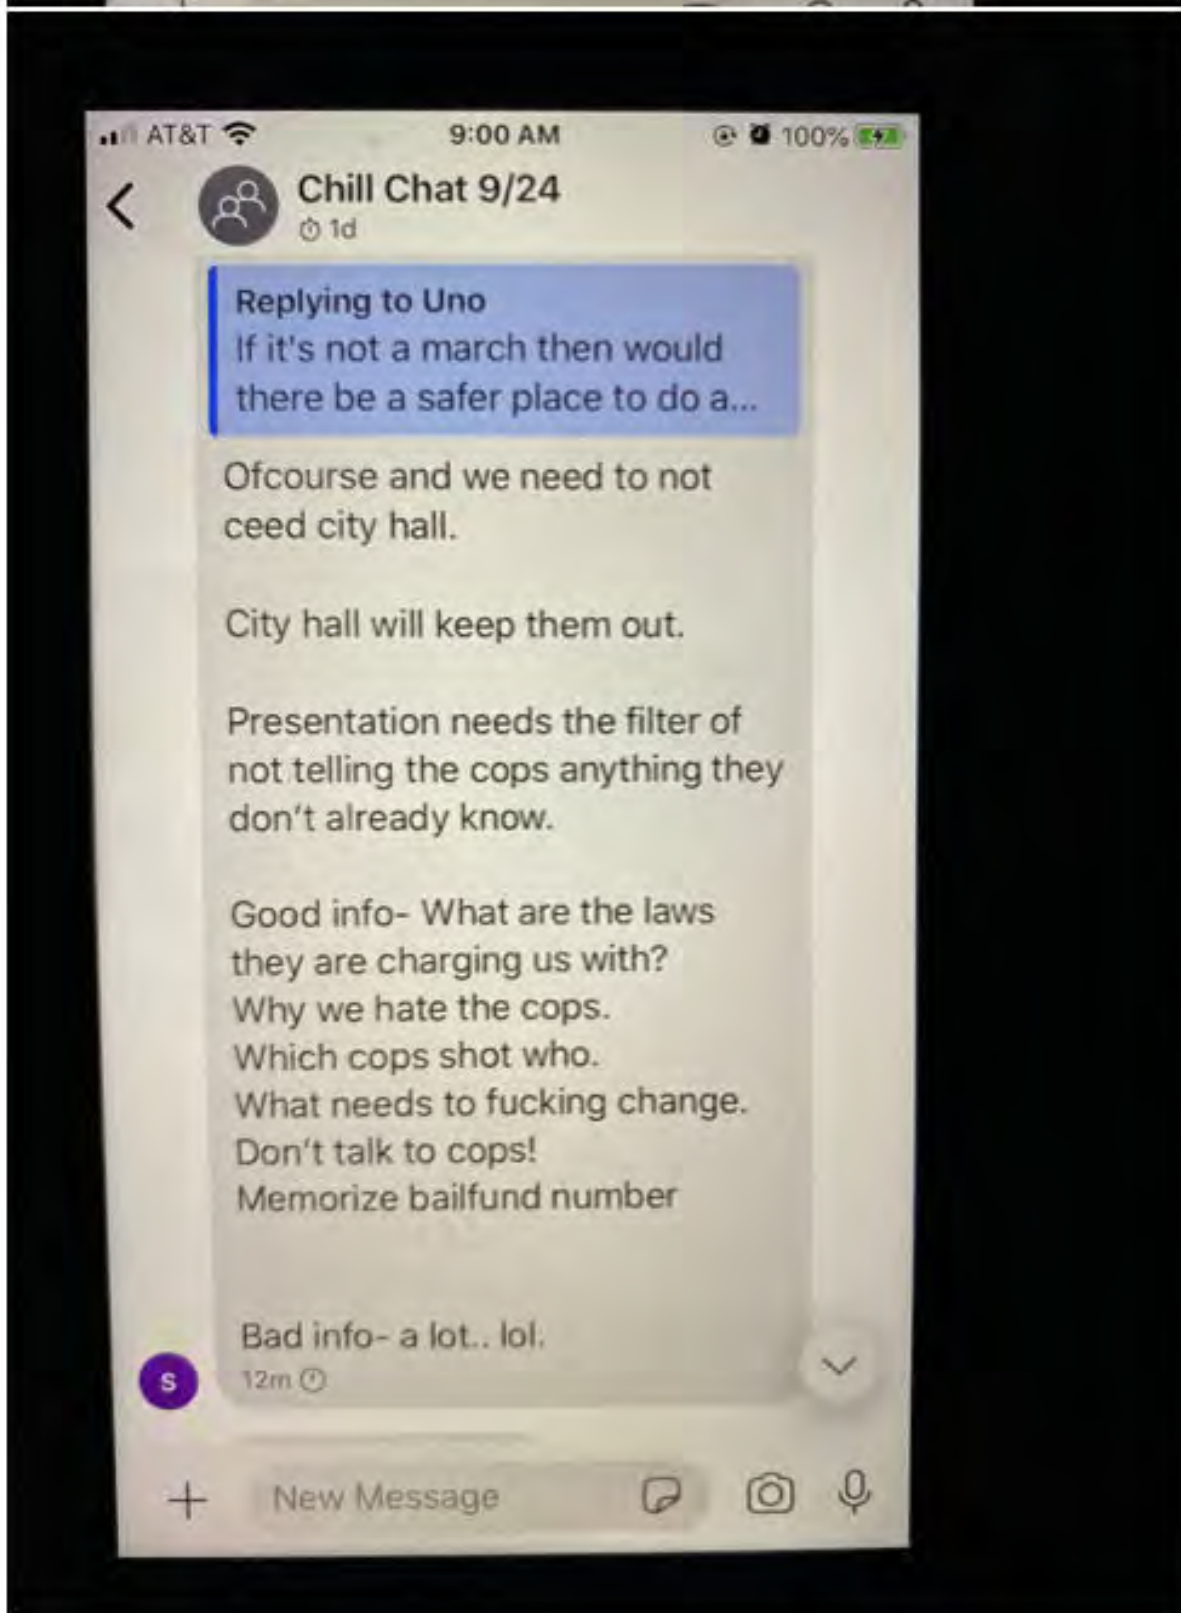 AT&T 9:00 AM 100%
Chill Chat 9/24
1d
Replying to Uno
If it's not a march then would
there be a safer place to do a...
Ofcourse and we need to not
ceed city hall.
City hall will keep them out.
Presentation needs the filter of
not telling the cops anything they
don't already know.
Good info- What are the laws
they are charging us with?
Why we hate the cops.
Which cops shot who.
What needs to fucking change.
Don't talk to cops!
Memorize bailfund number
Bad info- a lot.. lol.
S
12m
New Message